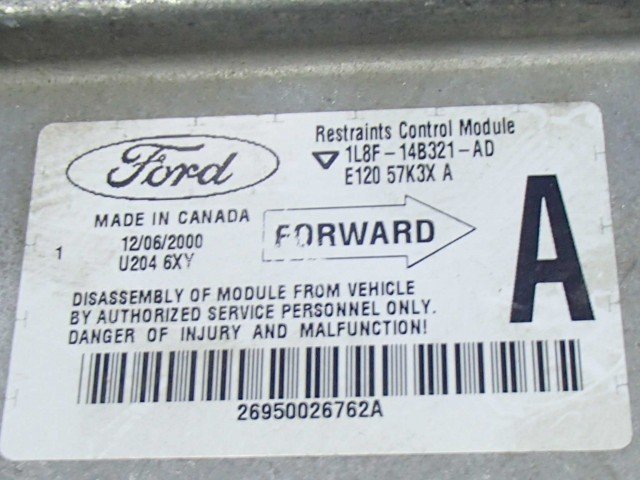 Ford
Restraints Control Module
1L8F-14B321-AD
E120 57K3X A
MADE IN CANADA
12/06/2000
U204 6XY
1
FORWARD
A
DISASSEMBLY OF MODULE FROM VEHICLE
BY AUTHORIZED SERVICE PERSONNEL ONLY.
DANGER OF INJURY AND MALFUNCTION!
26950026762A